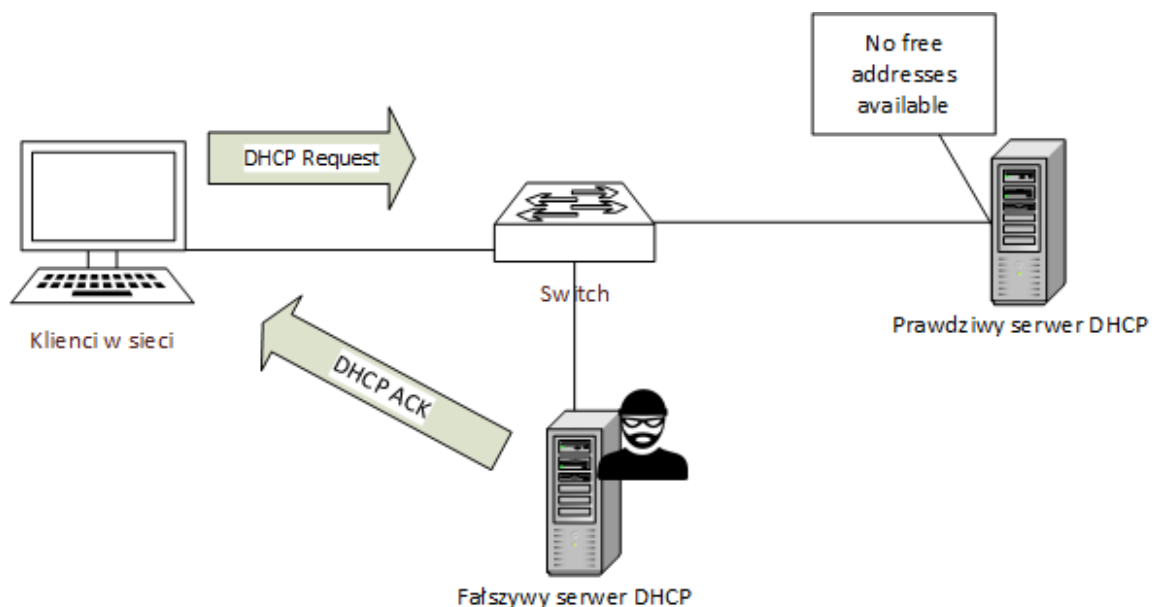 No free
addresses
available
DHCP Request
Switch
Klienci w sieci
Prawdziwy serwer DHCP
DHCP ACK
Fałszywy serwer DHCP